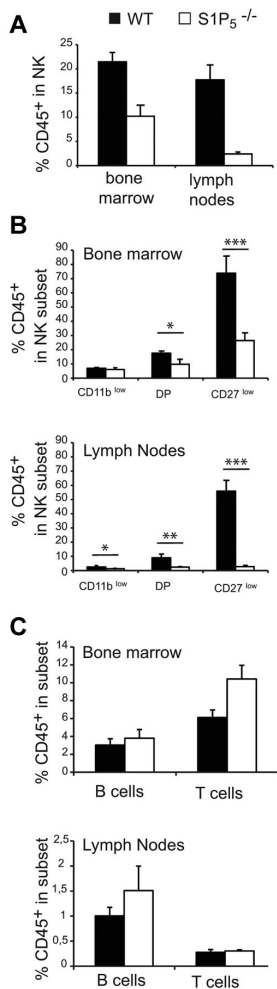 WT S1P5 -/-
A
% CD45+ in NK
25
20
15
10
5
0
bone marrow
lymph nodes
B
Bone marrow
% CD45+ in NK subset
90
80
70
60
50
40
30
20
10
0
*
***
CD11b low DP CD27 low
Lymph Nodes
% CD45+ in NK subset
90
80
70
60
50
40
30
20
10
0
*
**
***
CD11b low DP CD27 low
C
Bone marrow
% CD45+ in subset
14
12
10
8
6
4
2
0
B cells T cells
Lymph Nodes
% CD45+ in subset
2,5
2
1,5
1
0,5
0
B cells T cells